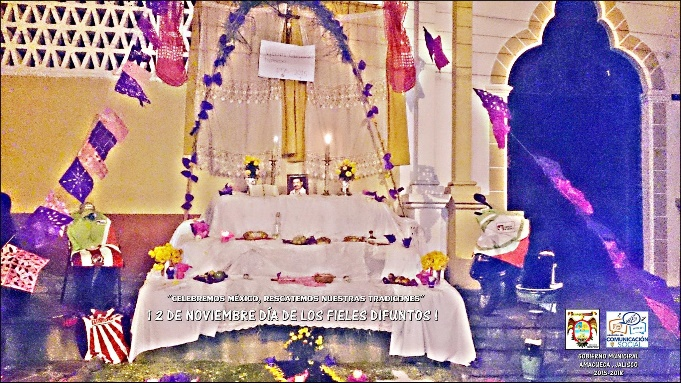 "CELEBREMOS MÉXICO, RESCATEMOS NUESTRAS TRADICIONES"
¡ 2 DE NOVIEMBRE DÍA DE LOS FIELES DIFUNTOS !
COMUNICACIÓN
SOCIAL
GOBIERNO MUNICIPAL
AMACUECA, JALISCO
2015-2018